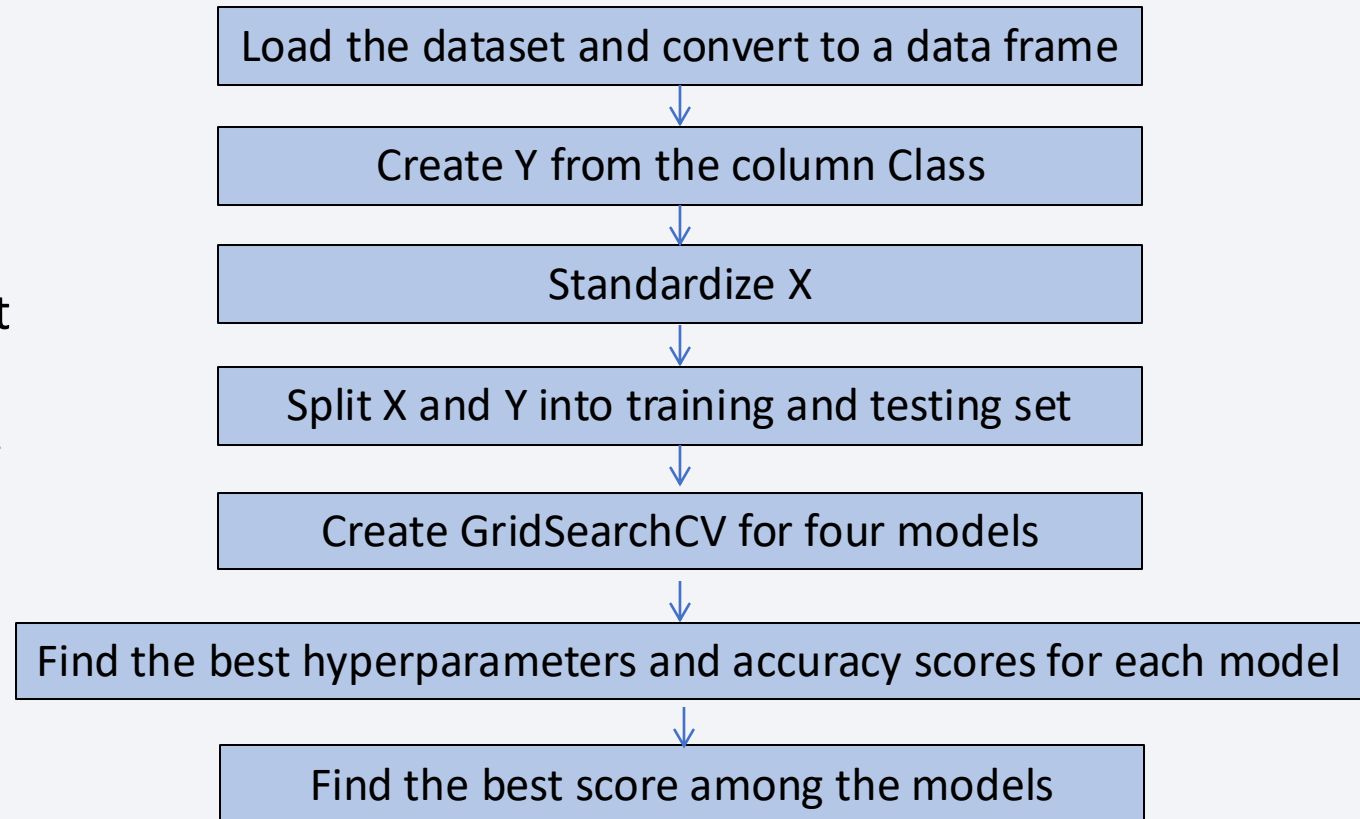 Load the dataset and convert to a data frame
Create Y from the column Class
Standardize X
t
Split X and Y into training and testing set
Create GridSearchCV for four models
Find the best hyperparameters and accuracy scores for each model
Find the best score among the models